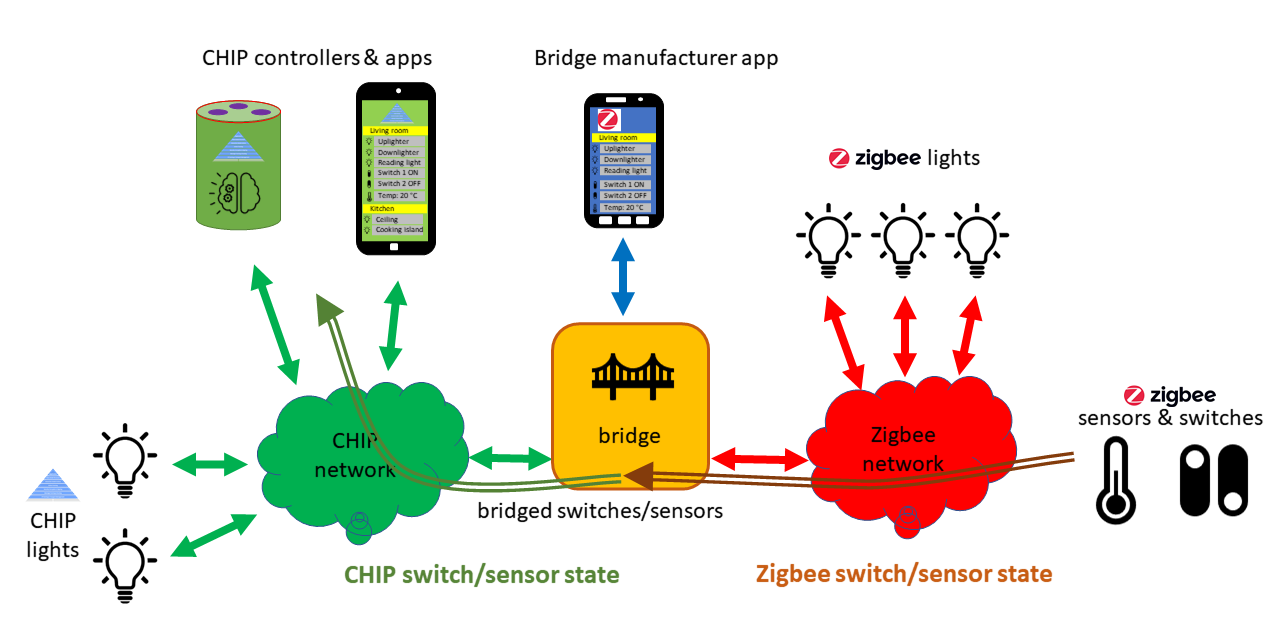 CHIP controllers & apps
Bridge manufacturer app
Living room
Uplighter
Downlighter
Reading light
Switch 1 ON
Switch 2 OFF
Temp: 20 °C
Kitchen
Ceiling
Cooking island
Living room
Uplighter
Downlighter
Reading light
Switch 1 ON
Switch 2 OFF
Temp: 20 °C
zigbee lights
zigbee
sensors & switches
CHIP
network
bridge
Zigbee
network
CHIP
lights
bridged switches/sensors
CHIP switch/sensor state
Zigbee switch/sensor state